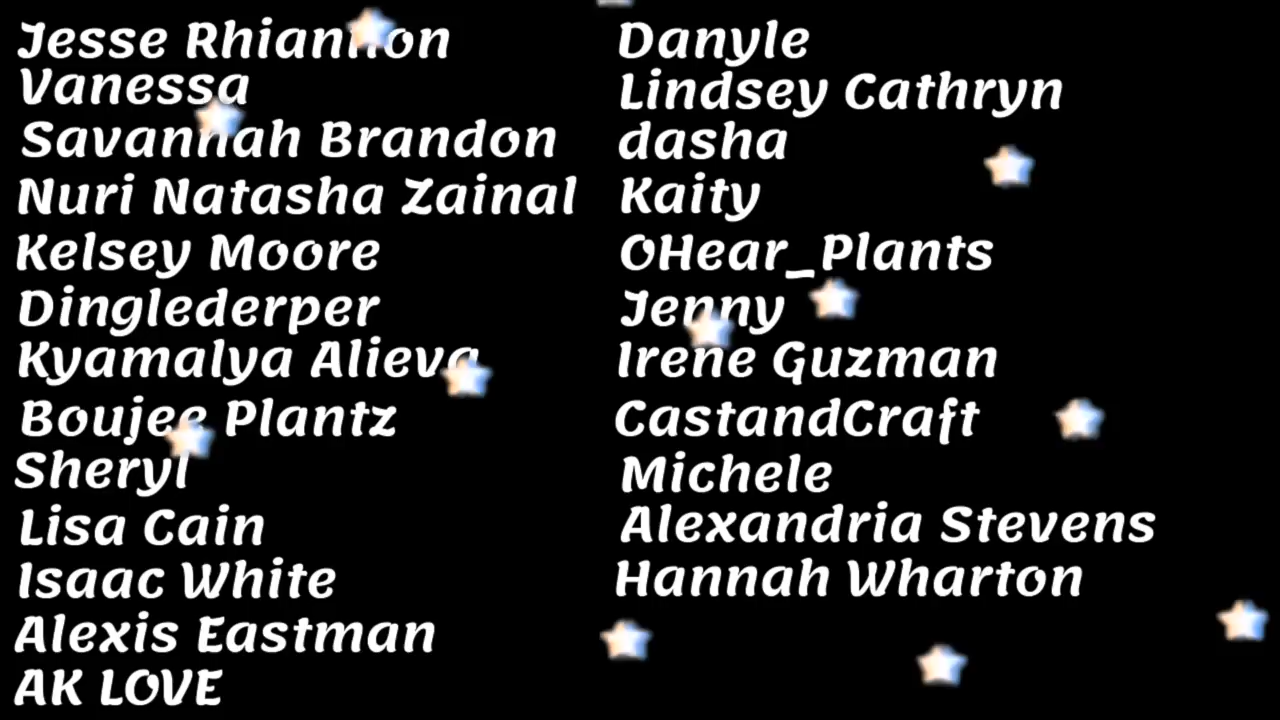 Jesse Rhiannon
Vanessa
Savannah Brandon
Nuri Natasha Zainal
Kelsey Moore
Dinglederper
Kyamalya Alieva
Boujee Plantz
Sheryl
Lisa Cain
Isaac White
Alexis Eastman
AK LOVE
Danyle
Lindsey Cathryn
dasha
Kaity
OHear_Plants
Jenny
Irene Guzman
CastandCraft
Michele
Alexandria Stevens
Hannah Wharton